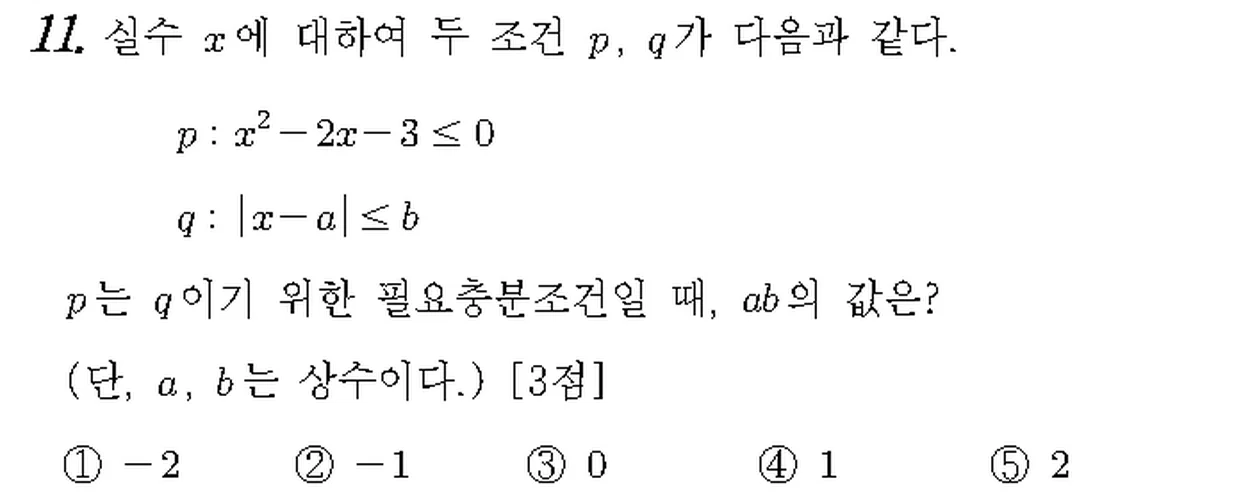 11. 실수 x에 대하여 두 조건 p, q가 다음과 같다.
p : x² − 2x − 3 ≤ 0
q : |x − a| ≤ b
p는 q이기 위한 필요충분조건일 때, ab의 값은?
(단, a, b는 상수이다.) [3점]
① −2 ② −1 ③ 0 ④ 1 ⑤ 2